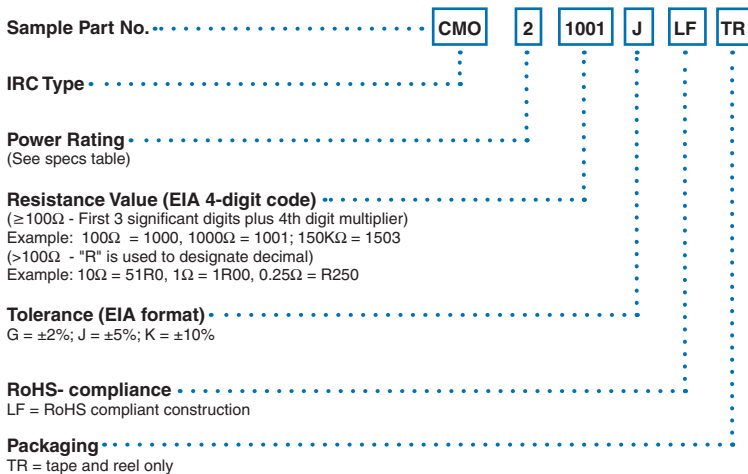 Sample Part No. CMO 2 1001 J LF TR
IRC Type
Power Rating
(See specs table)
Resistance Value (EIA 4-digit code)
(≥100Ω - First 3 significant digits plus 4th digit multiplier)
Example: 100Ω = 1000, 1000Ω = 1001; 150KΩ = 1503
(>100Ω - "R" is used to designate decimal)
Example: 10Ω = 51R0, 1Ω = 1R00, 0.25Ω = R250
Tolerance (EIA format)
G = ±2%; J = ±5%; K = ±10%
RoHS- compliance
LF = RoHS compliant construction
Packaging
TR = tape and reel only